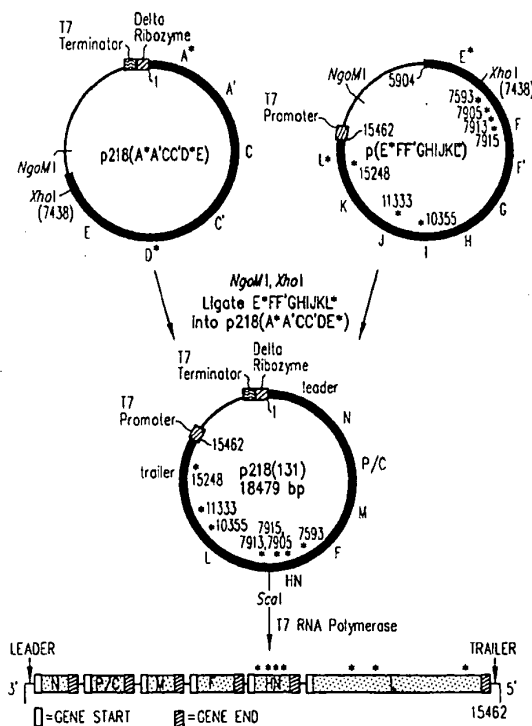 T7 Terminator
Delta Ribozyme
1
A*
A'
C
C'
D*
E
NgoMI
XhoI (7438)
p218(A*A'CC'D*E)
T7 Promoter
15462
NgoMI
5904
E*
XhoI (7438)
7593*
7905*
7913*
7915*
F
F'
G
H
I
J
K
L*
*15248
11333
*
*10355
p(E*FF'GHIJKL*)
NgoMI, XhoI
Ligate E*FF'GHIJKL*
into p218(A*A'CC'DE*)
T7 Terminator
Delta Ribozyme
1
leader
N
P/C
M
F
HN
L
trailer
T7 Promoter
15462
*
15248
*11333
*10355
7915,
7913,7905
*7593
* * *
p218(131)
18479 bp
ScaI
T7 RNA Polymerase
LEADER
TRAILER
* * * * * * *
3'
N
P/C
M
F
HN
L
5'
15462
=GENE START
=GENE END